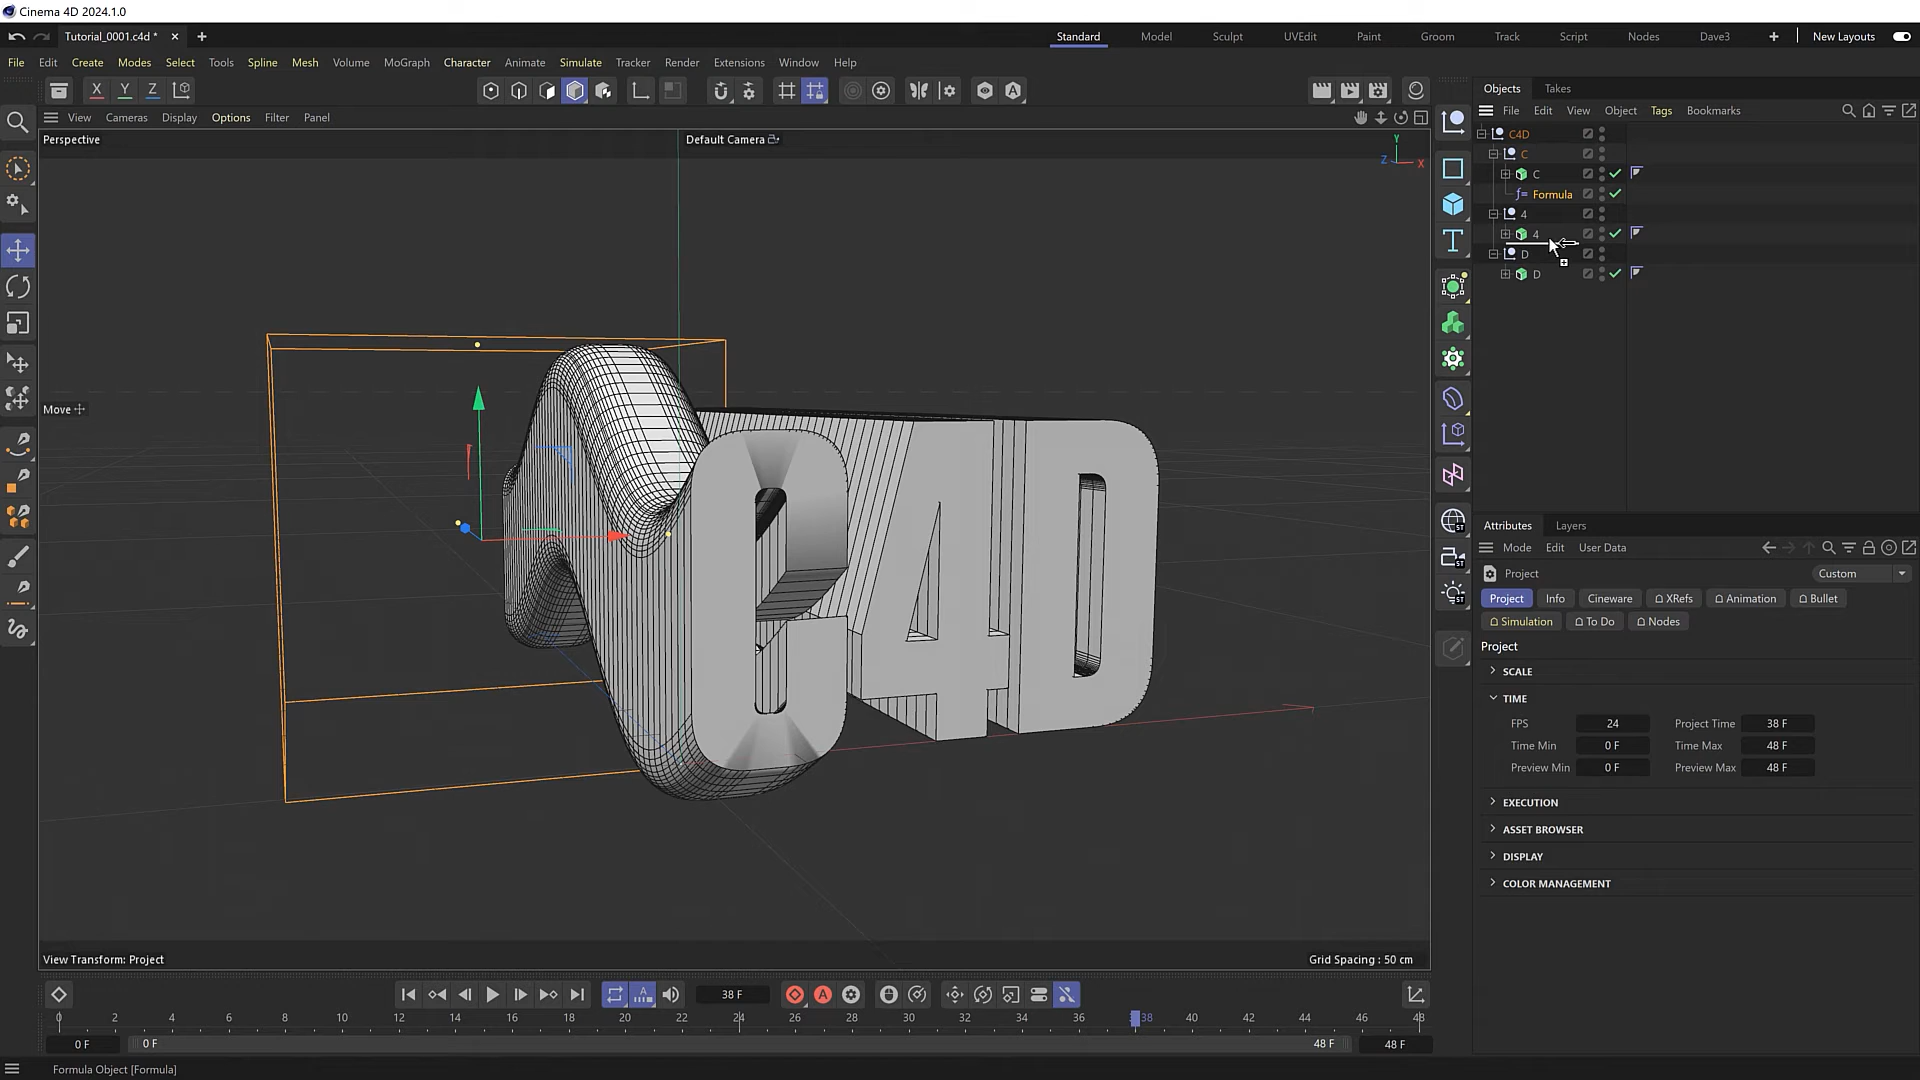 Cinema 4D 2024.1.0
Tutorial_0001.c4d *
Standard Model Sculpt UVEdit Paint Groom Track Script Nodes Dave3 New Layouts
File Edit Create Modes Select Tools Spline Mesh Volume MoGraph Character Animate Simulate Tracker Render Extensions Window Help
X Y Z
View Cameras Display Options Filter Panel
Perspective
Default Camera
Y
Z X
Move
View Transform: Project
Grid Spacing : 50 cm
Objects Takes
File Edit View Object Tags Bookmarks
C4D
C
C
Formula
4
4
D
D
Attributes Layers
Mode Edit User Data
Project Custom
Project Info Cineware XRefs Animation Bullet
Simulation To Do Nodes
Project
SCALE
TIME
FPS 24 Project Time 38 F
Time Min 0 F Time Max 48 F
Preview Min 0 F Preview Max 48 F
EXECUTION
ASSET BROWSER
DISPLAY
COLOR MANAGEMENT
38 F
0 2 4 6 8 10 12 14 16 18 20 22 24 26 28 30 32 34 36 38 40 42 44 46 48
0 F 0 F 48 F 48 F
Formula Object [Formula]